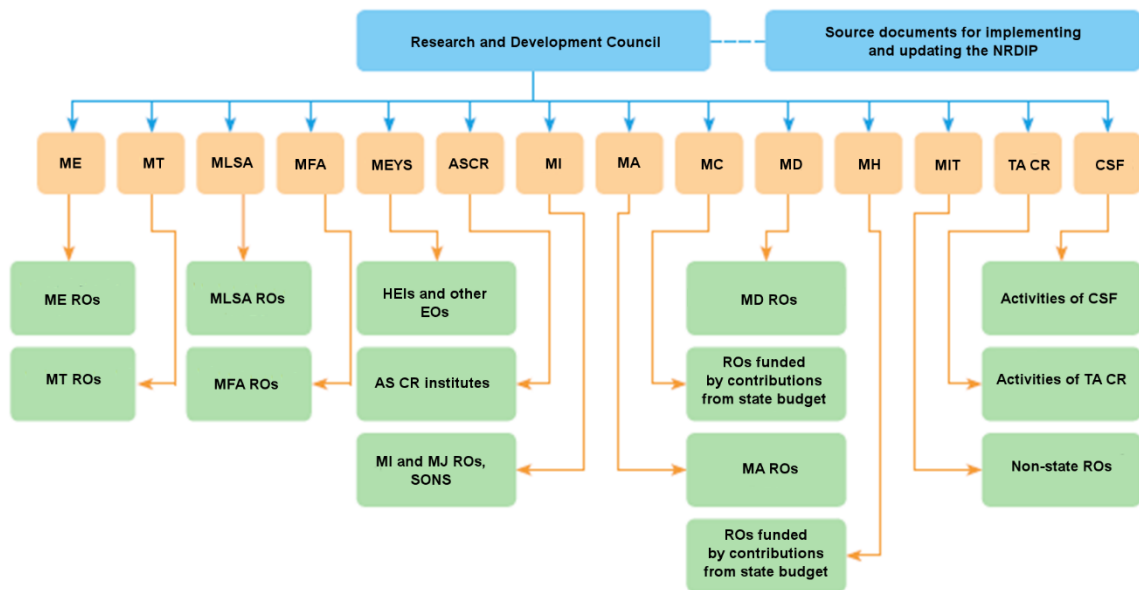 Research and Development Council
Source documents for implementing
and updating the NRDIP
ME
MT
MLSA
MFA
MEYS
ASCR
MI
MA
MC
MD
MH
MIT
TA CR
CSF
ME ROs
MLSA ROs
HEIs and other
EOs
MD ROs
Activities of CSF
MT ROs
MFA ROs
AS CR institutes
ROs funded
by contributions
from state budget
Activities of TA CR
MI and MJ ROs,
SONS
MA ROs
Non-state ROs
ROs funded
by contributions
from state budget